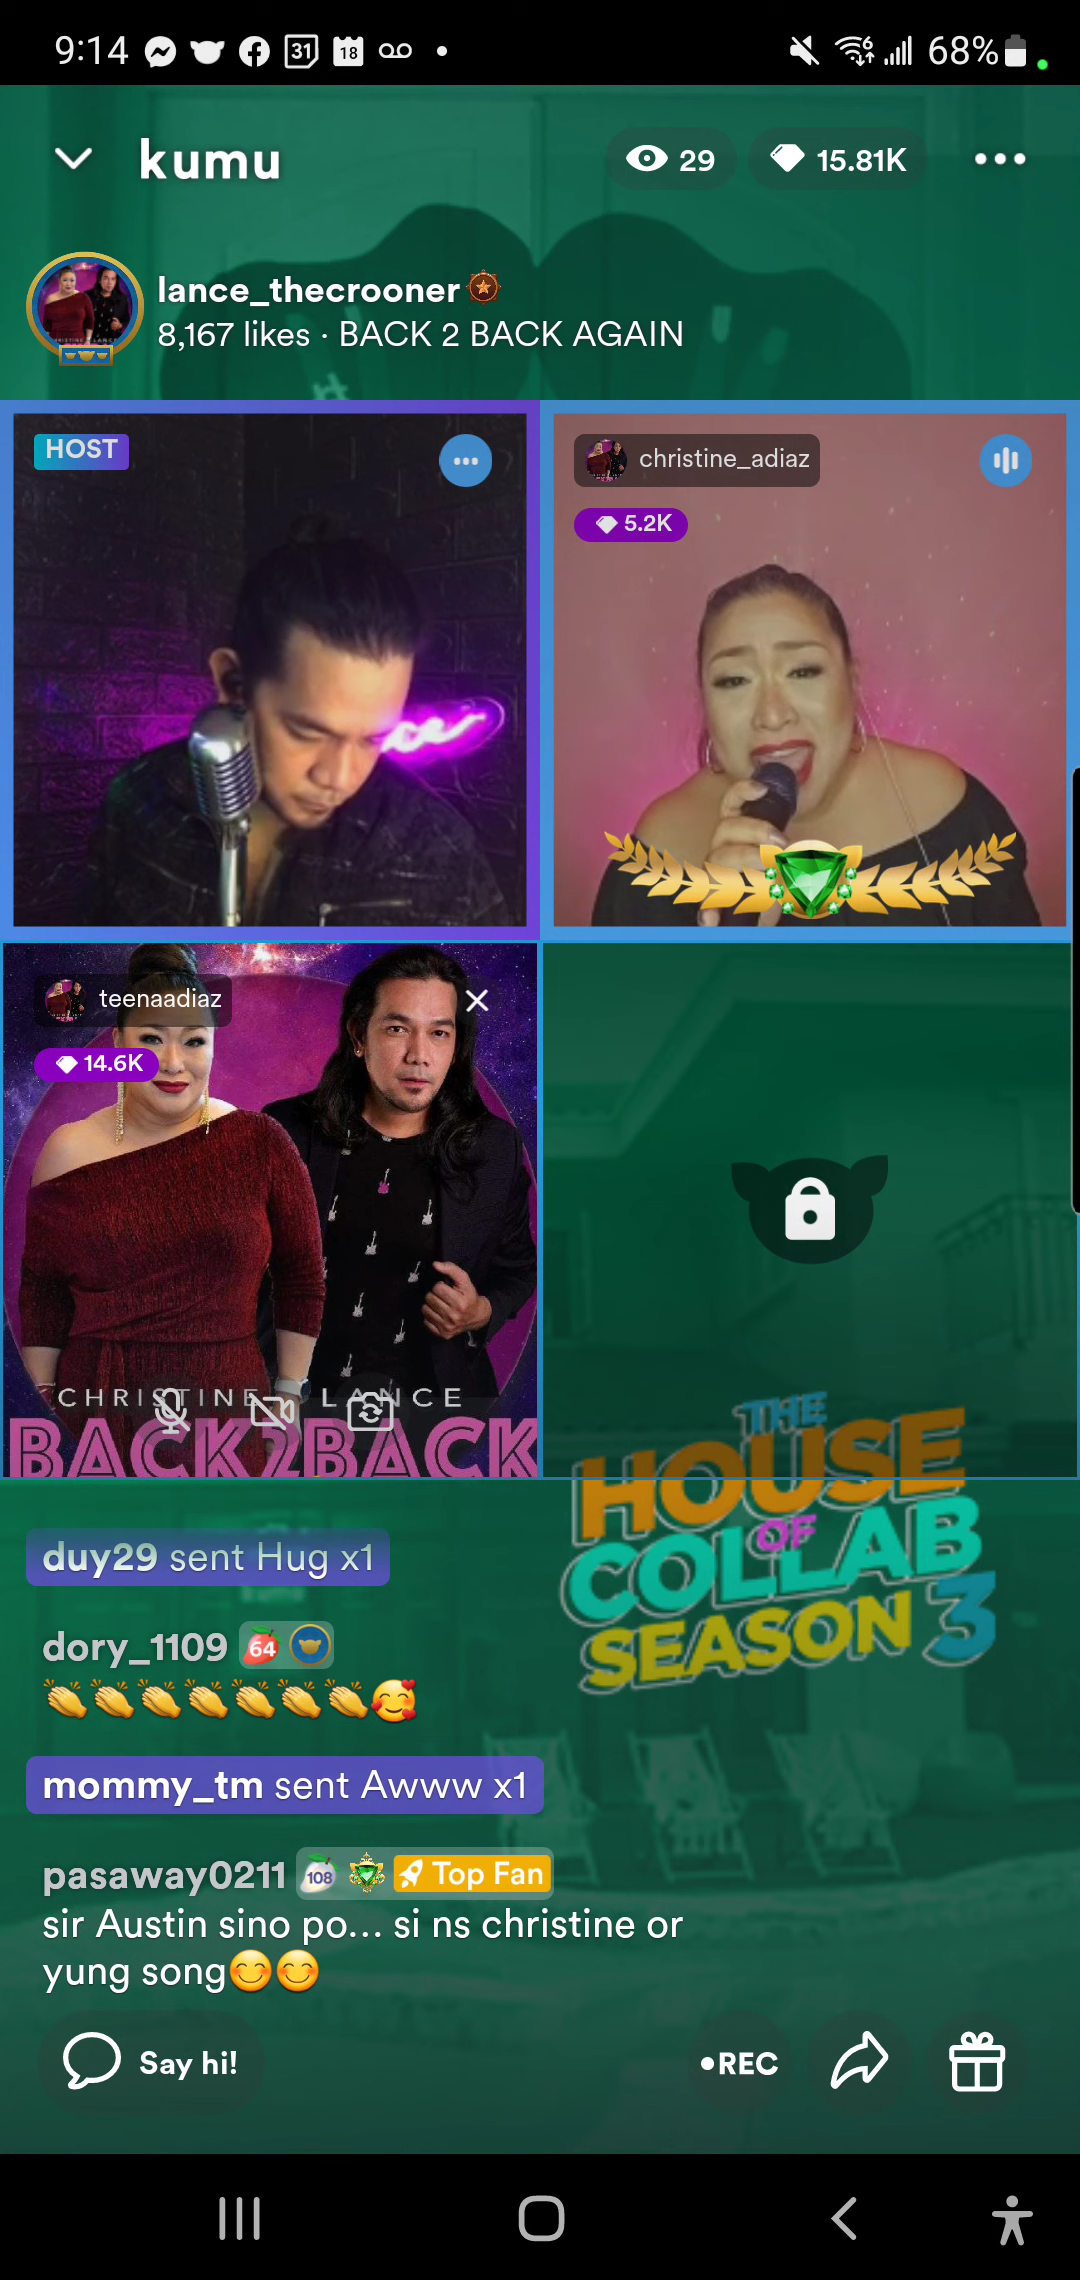 9:14
31
18
6
68%
kumu
29
15.81K
lance_thecrooner
8,167 likes · BACK 2 BACK AGAIN
HOST
christine_adiaz
5.2K
teenaadiaz
14.6K
CHRISTINE LANCE
BACK2BACK
THE
HOUSE
OF
COLLAB
SEASON 3
duy29 sent Hug x1
dory_1109 64
👏👏👏👏👏👏👏🥰
mommy_tm sent Awww x1
pasaway0211 108 Top Fan
sir Austin sino po... si ns christine or
yung song😊😊
Say hi!
•REC